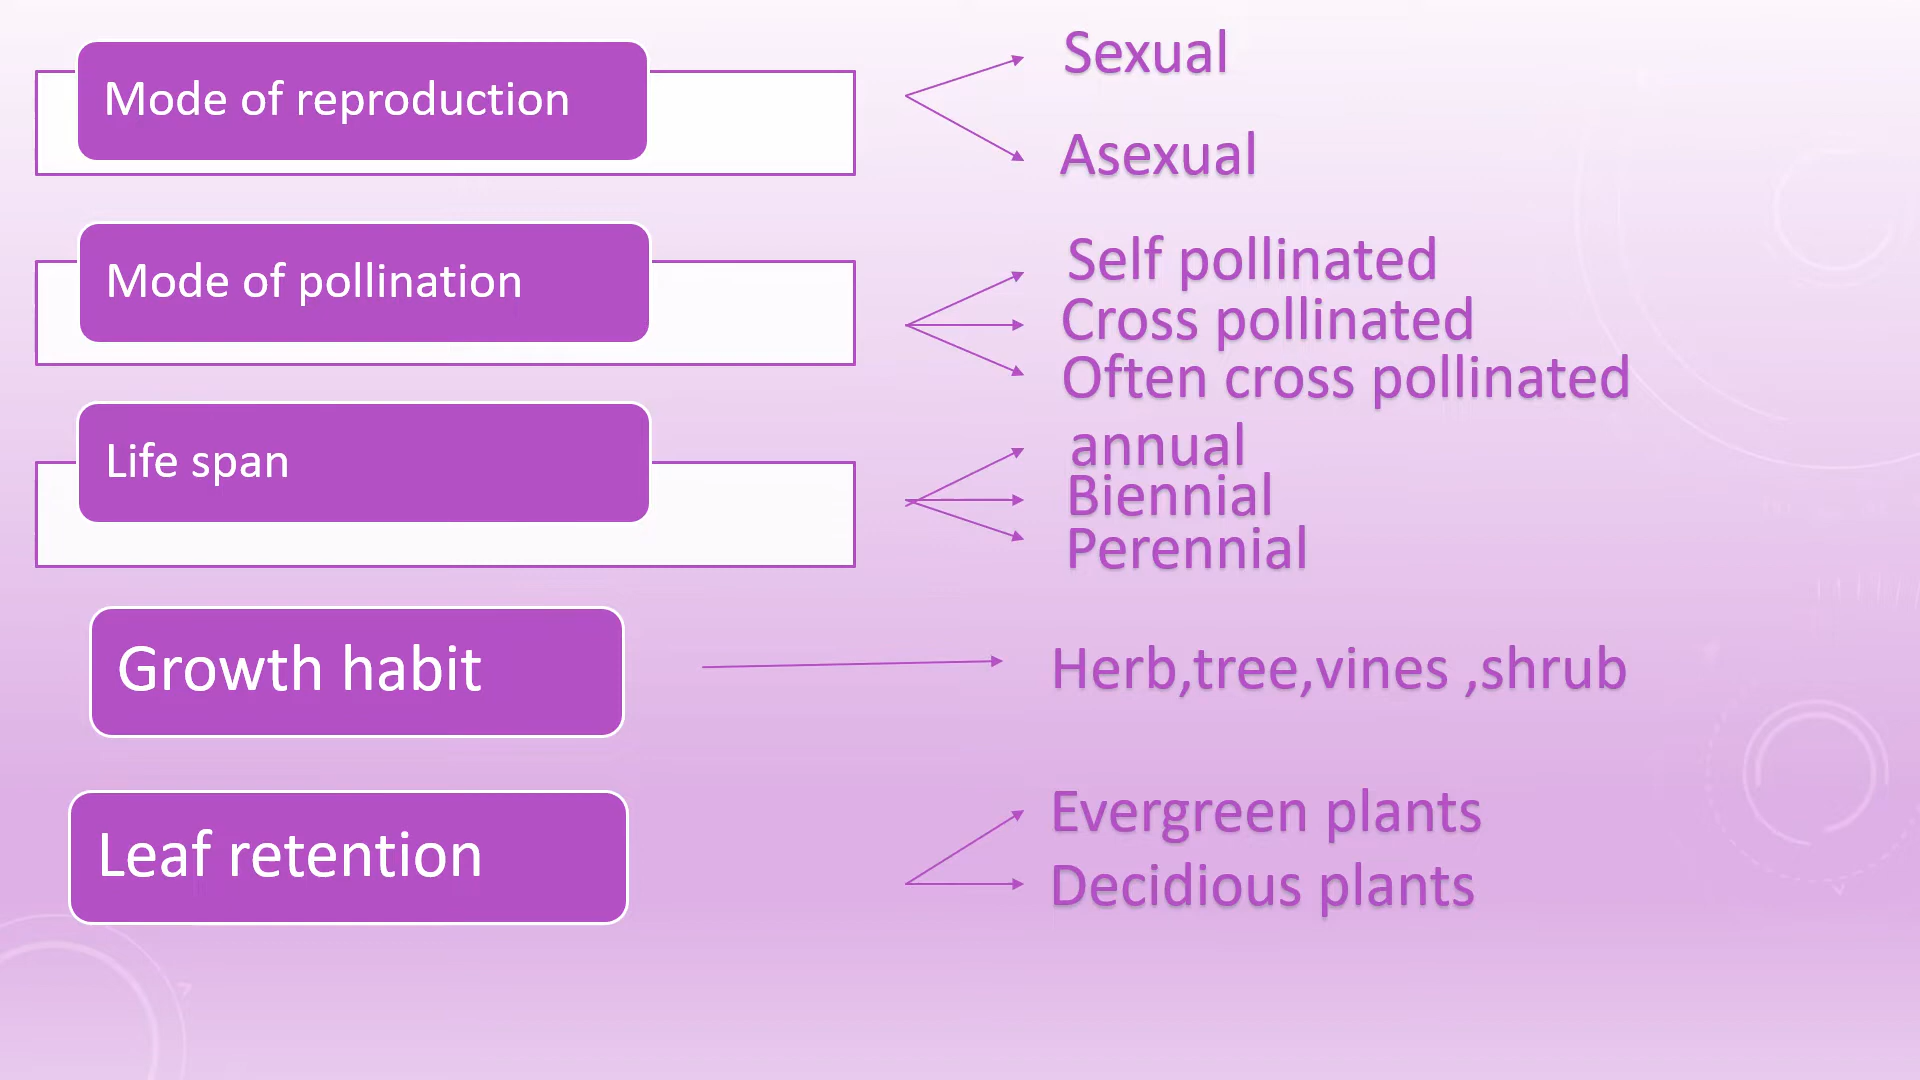 Mode of reproduction
Sexual
Asexual
Mode of pollination
Self pollinated
Cross pollinated
Often cross pollinated
Life span
annual
Biennial
Perennial
Growth habit
Herb,tree,vines ,shrub
Leaf retention
Evergreen plants
Decidious plants